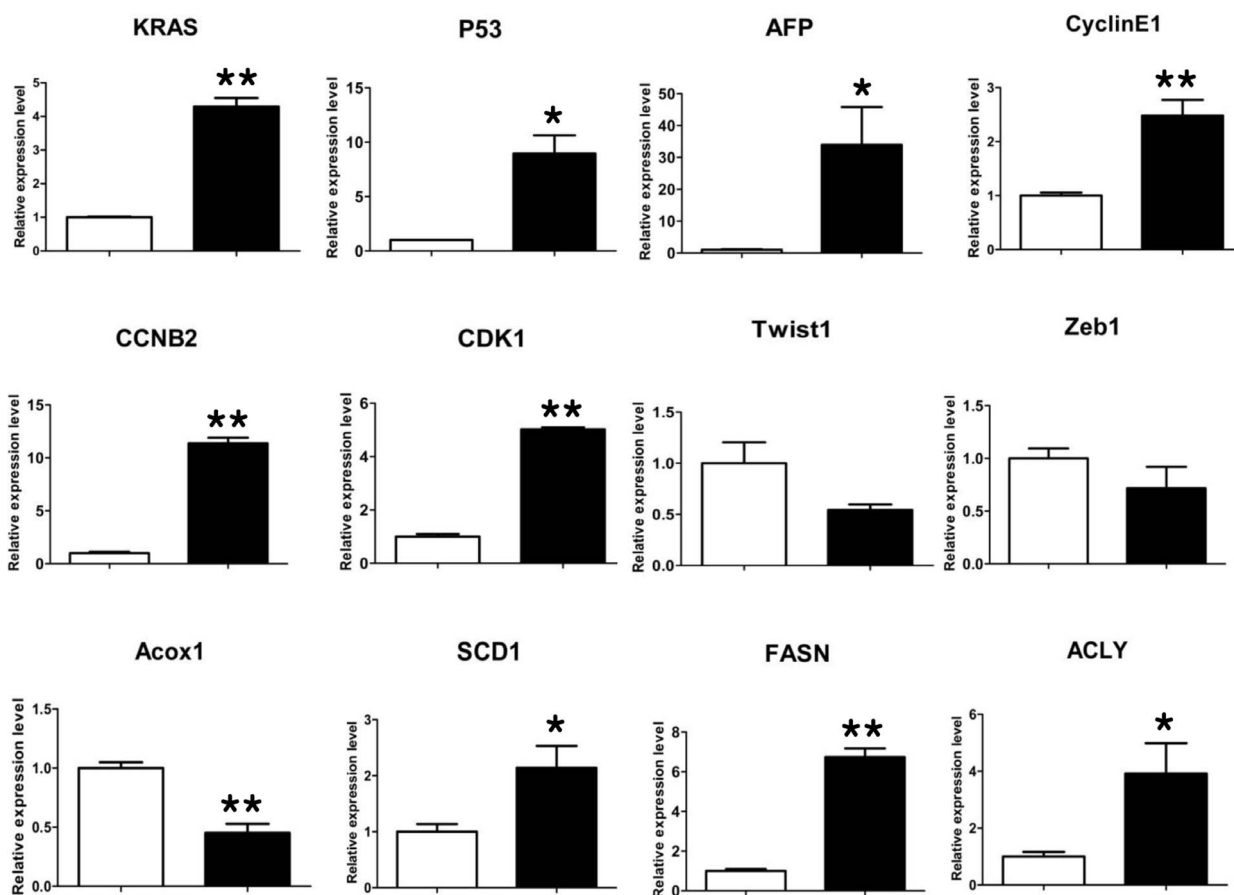 KRAS
P53
AFP
CyclinE1
Relative expression level
5
4
3
2
1
0
★★
Relative expression level
15
10
5
0
★
Relative expression level
50
40
30
20
10
0
★
Relative expression level
3
2
1
0
★★
CCNB2
CDK1
Twist1
Zeb1
Relative expression level
15
10
5
0
★★
Relative expression level
6
4
2
0
★★
Relative expression level
1.5
1.0
0.5
0.0
Relative expression level
1.5
1.0
0.5
0.0
Acox1
SCD1
FASN
ACLY
Relative expression level
1.5
1.0
0.5
0.0
★★
Relative expression level
3
2
1
0
★
Relative expression level
8
6
4
2
0
★★
Relative expression level
6
4
2
0
★